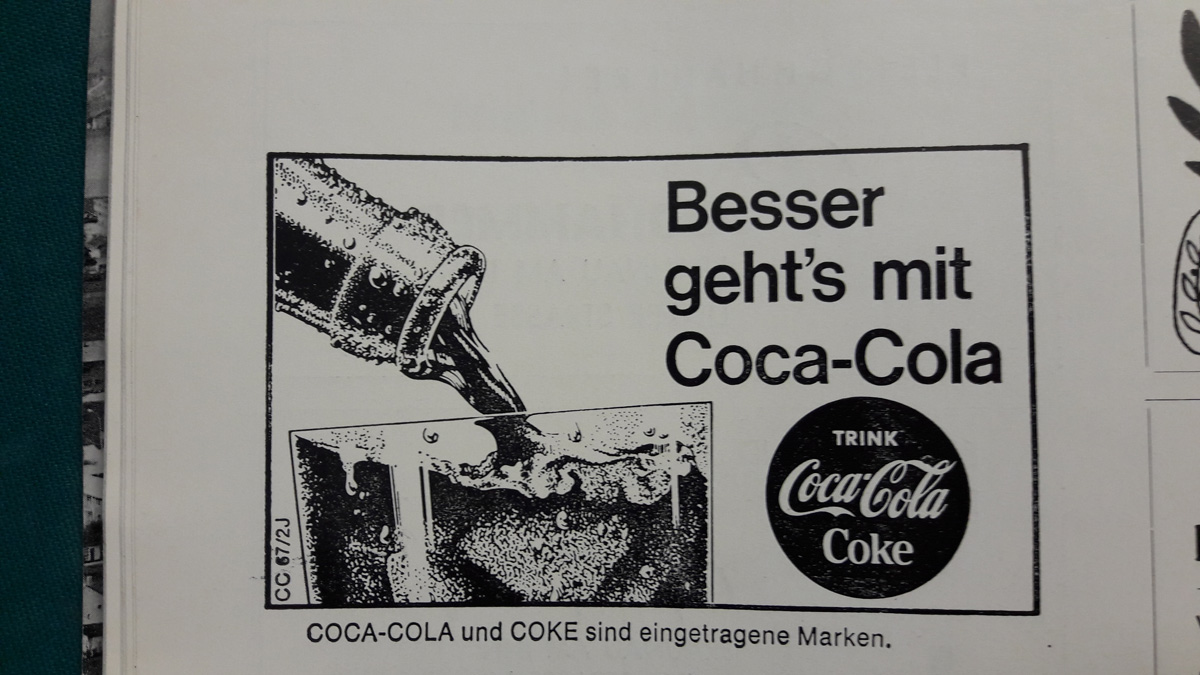 Besser
geht's mit
Coca-Cola
TRINK
Coca-Cola
Coke
CC 67/2J
COCA-COLA und COKE sind eingetragene Marken.